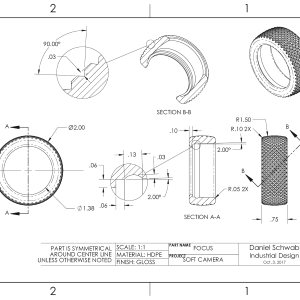 2
1
90.00°
.03
.06
SECTION B-B
A
B
Ø2.00
Ø1.38
A
B
.13
.06
.06
.10
2.00°
2.00°
R.05 2X
SECTION A-A
R1.50
R.10 2X
.75
PART IS SYMMETRICAL
AROUND CENTER LINE
UNLESS OTHERWISE NOTED
SCALE: 1:1
MATERIAL: HDPE
FINISH: GLOSS
PART NAME
FOCUS
PROJECT
SOFT CAMERA
Daniel Schwab
Industrial Design
Oct. 3, 2017
2
1